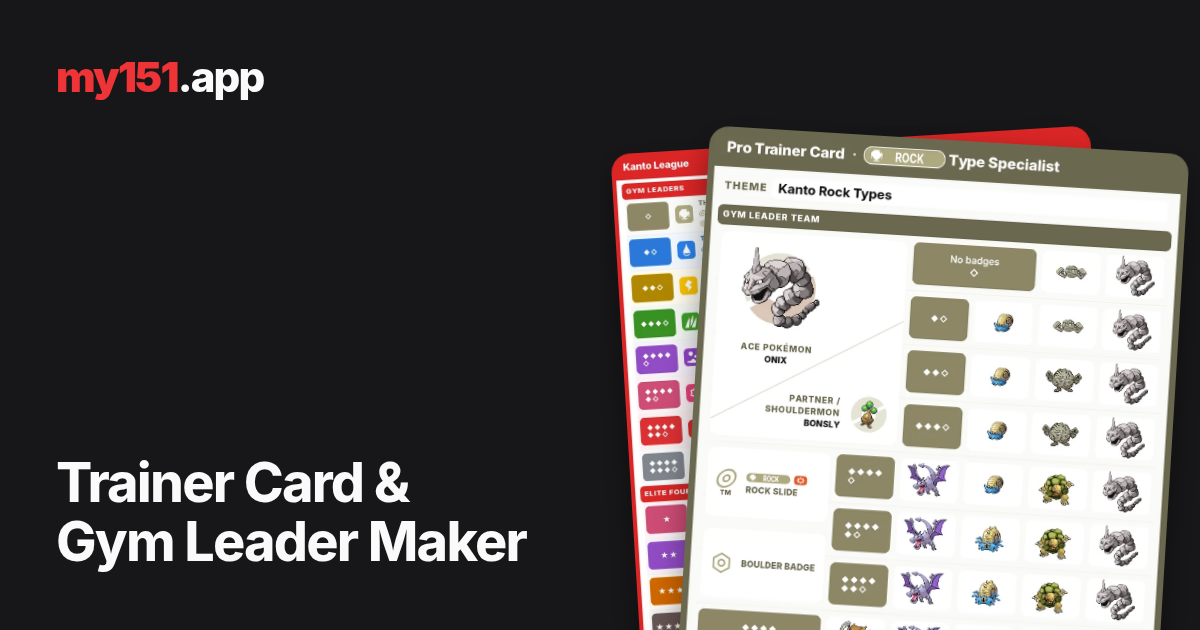 my151.app
Trainer Card &
Gym Leader Maker
Kanto League
GYM LEADERS
ELITE FOUR
Pro Trainer Card · ROCK Type Specialist
THEME Kanto Rock Types
GYM LEADER TEAM
No badges
ACE POKÉMON
ONIX
PARTNER /
SHOULDERMON
BONSLY
TM
ROCK
ROCK SLIDE
BOULDER BADGE